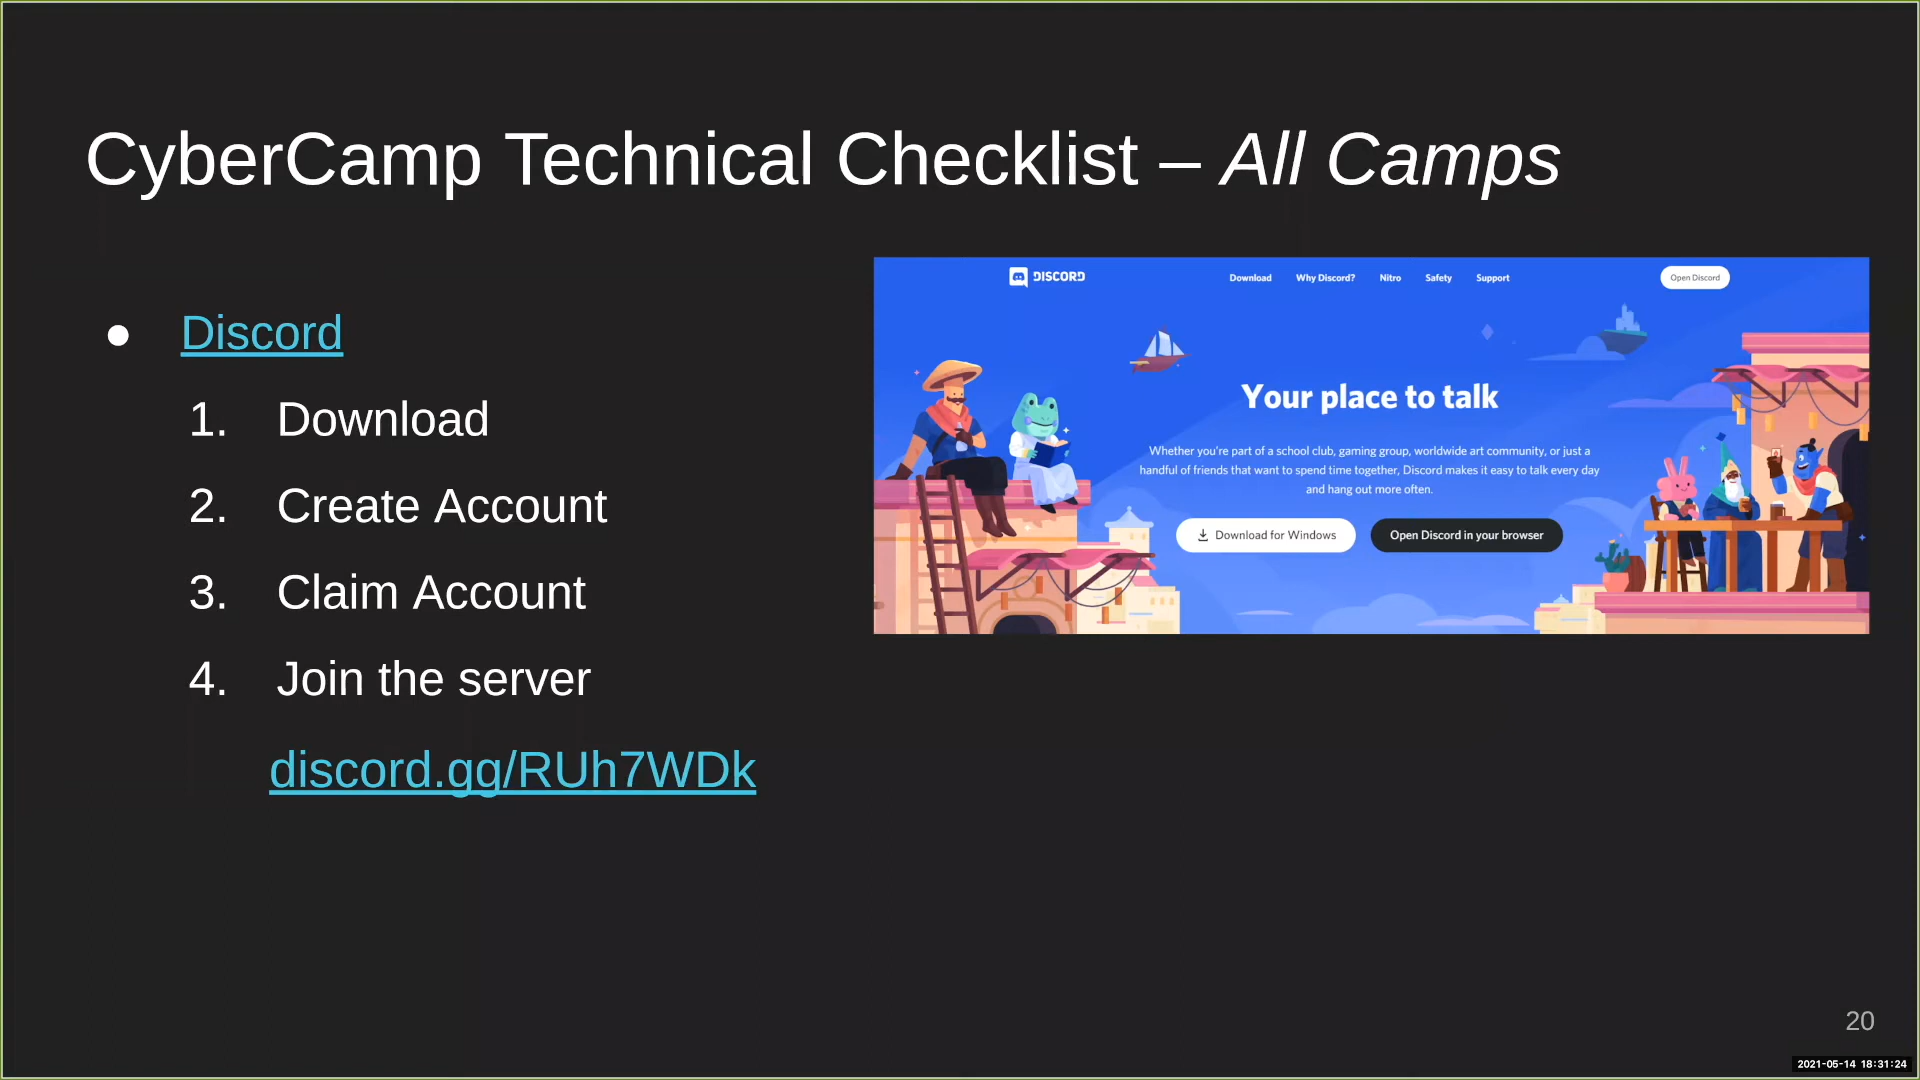 CyberCamp Technical Checklist – All Camps
● Discord
1. Download
2. Create Account
3. Claim Account
4. Join the server
discord.gg/RUh7WDk
DISCORD
Download Why Discord? Nitro Safety Support
Open Discord
Your place to talk
Whether you're part of a school club, gaming group, worldwide art community, or just a
handful of friends that want to spend time together, Discord makes it easy to talk every day
and hang out more often.
Download for Windows
Open Discord in your browser
20
2021-05-14 18:31:24